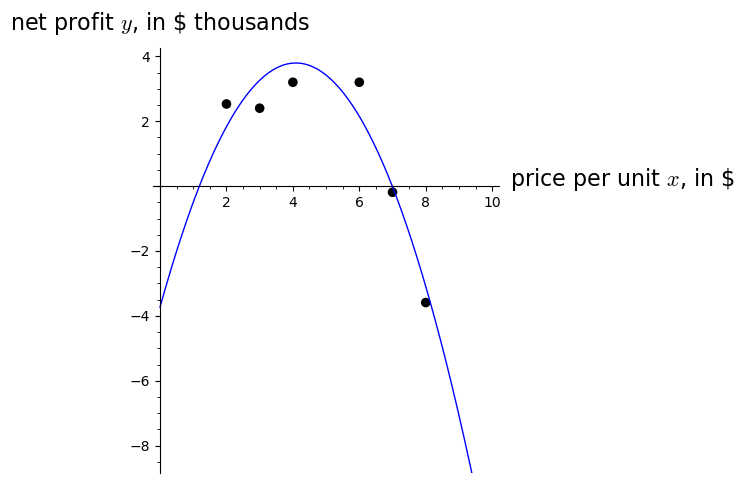 net profit y, in $ thousands
4
2
price per unit x, in $
2 4 6 8 10
−2
−4
−6
−8